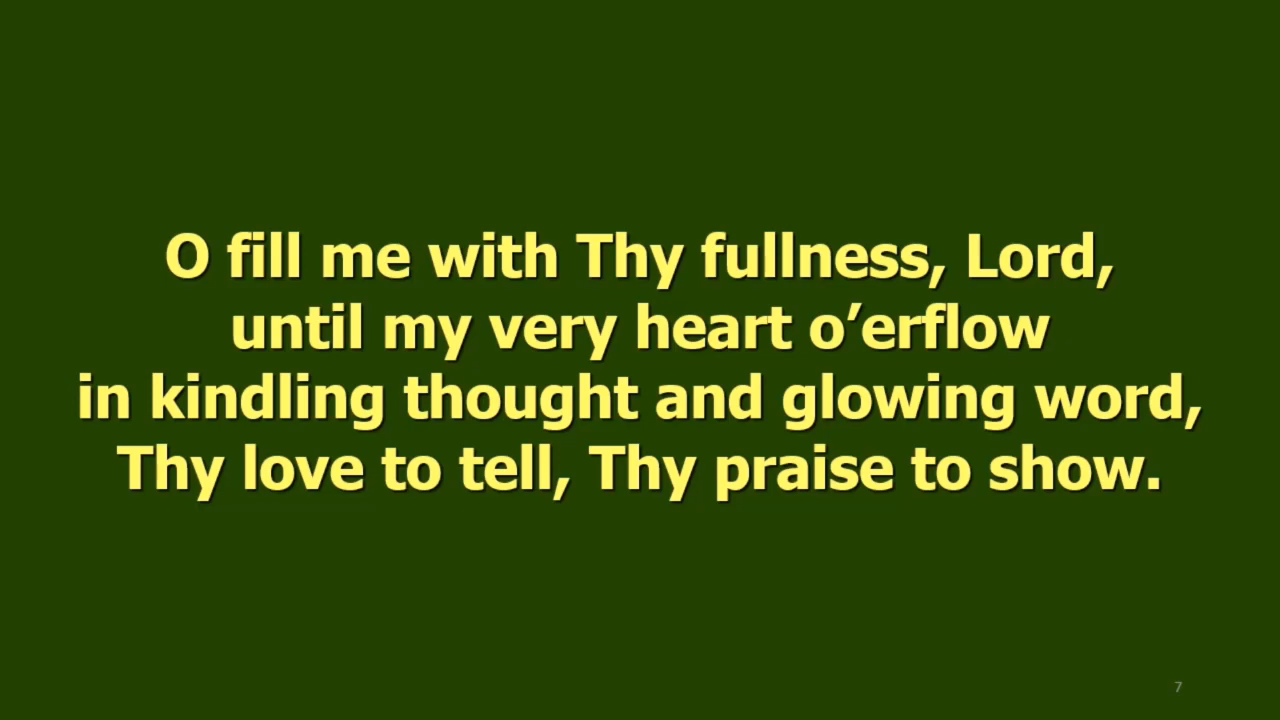 O fill me with Thy fullness, Lord,
until my very heart o’erflow
in kindling thought and glowing word,
Thy love to tell, Thy praise to show.
7